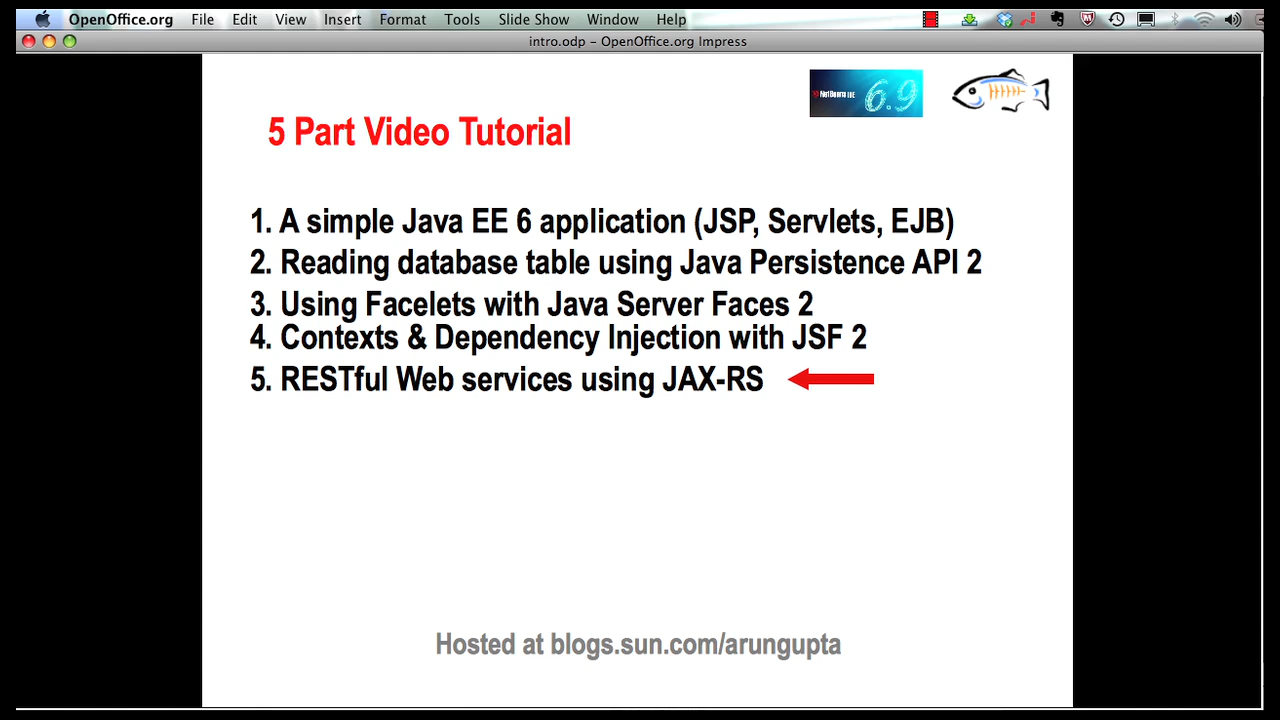 OpenOffice.org File Edit View Insert Format Tools Slide Show Window Help
intro.odp – OpenOffice.org Impress
NetBeans IDE 6.9
5 Part Video Tutorial
1. A simple Java EE 6 application (JSP, Servlets, EJB)
2. Reading database table using Java Persistence API 2
3. Using Facelets with Java Server Faces 2
4. Contexts & Dependency Injection with JSF 2
5. RESTful Web services using JAX-RS
Hosted at blogs.sun.com/arungupta